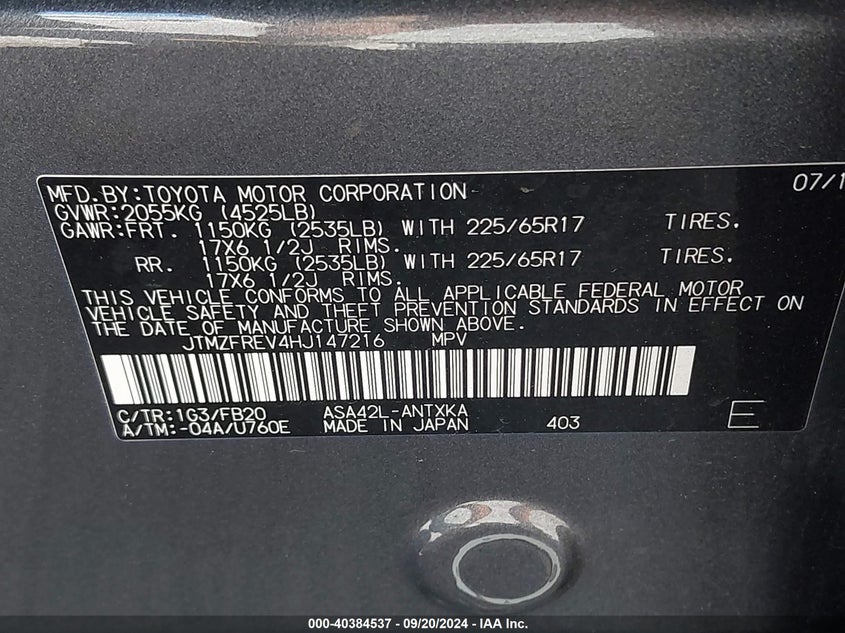 MFD.BY:TOYOTA MOTOR CORPORATION 07/1
GVWR:2055KG (4525LB)
GAWR:FRT. 1150KG (2535LB) WITH 225/65R17 TIRES.
17X6 1/2J RIMS.
RR. 1150KG (2535LB) WITH 225/65R17 TIRES.
17X6 1/2J RIMS.
THIS VEHICLE CONFORMS TO ALL APPLICABLE FEDERAL MOTOR
VEHICLE SAFETY AND THEFT PREVENTION STANDARDS IN EFFECT ON
THE DATE OF MANUFACTURE SHOWN ABOVE.
JTMZFREV4HJ147216 MPV
C/TR:1G3/FB20 ASA42L-ANTXKA
A/TM:-04A/U760E MADE IN JAPAN 403 E
000-40384537 - 09/20/2024 - IAA Inc.